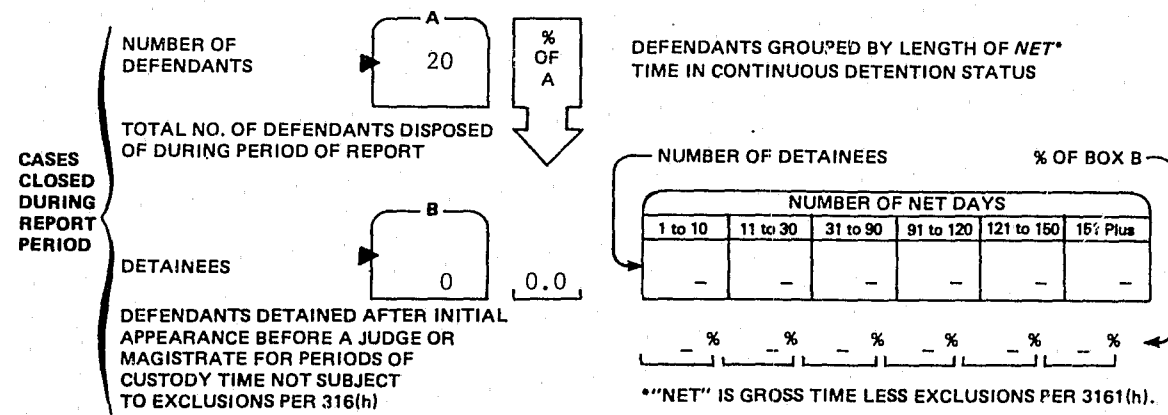 CASES
CLOSED
DURING
REPORT
PERIOD
NUMBER OF
DEFENDANTS
A
20
%
OF
A
TOTAL NO. OF DEFENDANTS DISPOSED
OF DURING PERIOD OF REPORT
B
DETAINEES
0
0.0
DEFENDANTS DETAINED AFTER INITIAL
APPEARANCE BEFORE A JUDGE OR
MAGISTRATE FOR PERIODS OF
CUSTODY TIME NOT SUBJECT
TO EXCLUSIONS PER 316(h)
DEFENDANTS GROUPED BY LENGTH OF NET*
TIME IN CONTINUOUS DETENTION STATUS
NUMBER OF DETAINEES % OF BOX B
NUMBER OF NET DAYS
1 to 10 11 to 30 31 to 90 91 to 120 121 to 150 Plus
– – – – – –
– % – % – % – % – % – %
*"NET" IS GROSS TIME LESS EXCLUSIONS PER 3161(h).